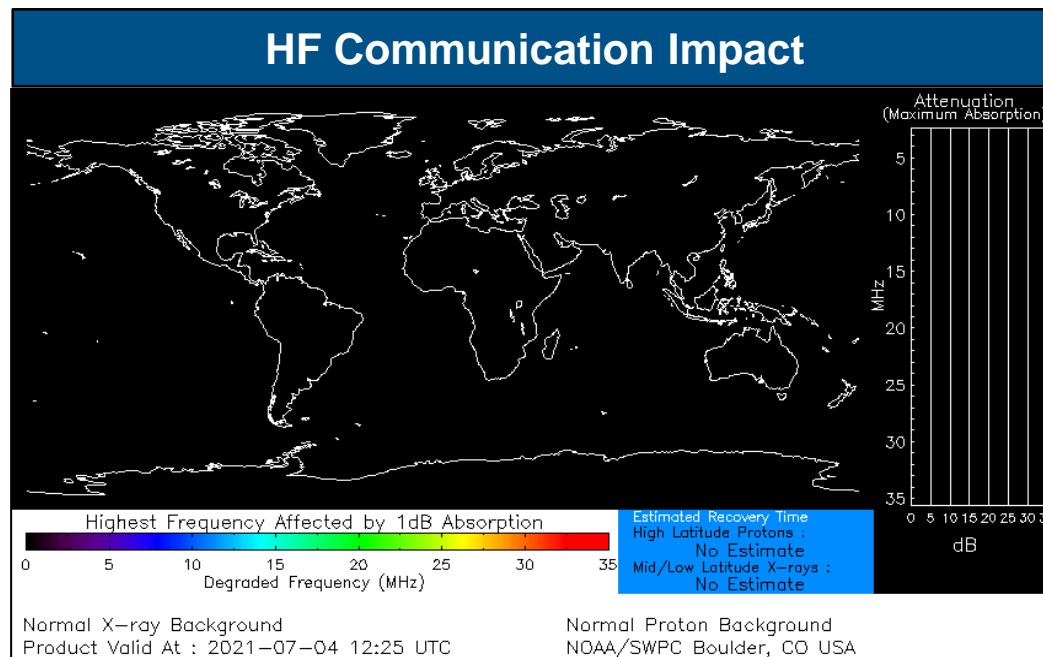 HF Communication Impact
Attenuation
(Maximum Absorption)
5
10
15
20
25
30
35
MHz
0 5 10 15 20 25 30
dB
Highest Frequency Affected by 1dB Absorption
0 5 10 15 20 25 30 35
Degraded Frequency (MHz)
Estimated Recovery Time
High Latitude Protons :
No Estimate
Mid/Low Latitude X-rays :
No Estimate
Normal X-ray Background
Product Valid At : 2021-07-04 12:25 UTC
Normal Proton Background
NOAA/SWPC Boulder, CO USA